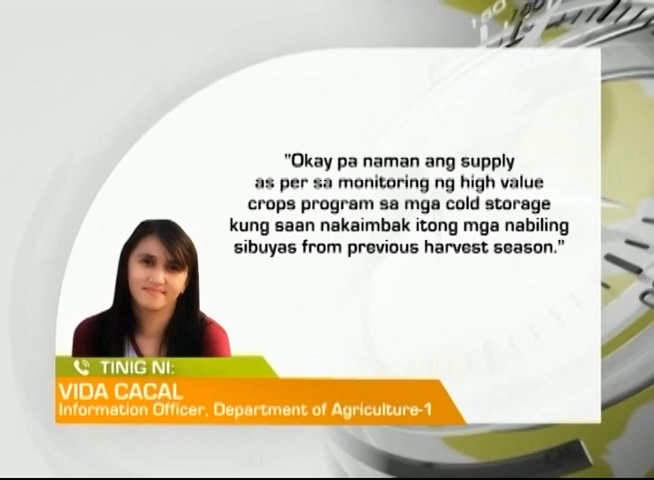 "Okay pa naman ang supply
as per sa monitoring ng high value
crops program sa mga cold storage
kung saan nakaimbak itong mga nabiling
sibuyas from previous harvest season."
TINIG NI:
VIDA CACAL
Information Officer, Department of Agriculture-1